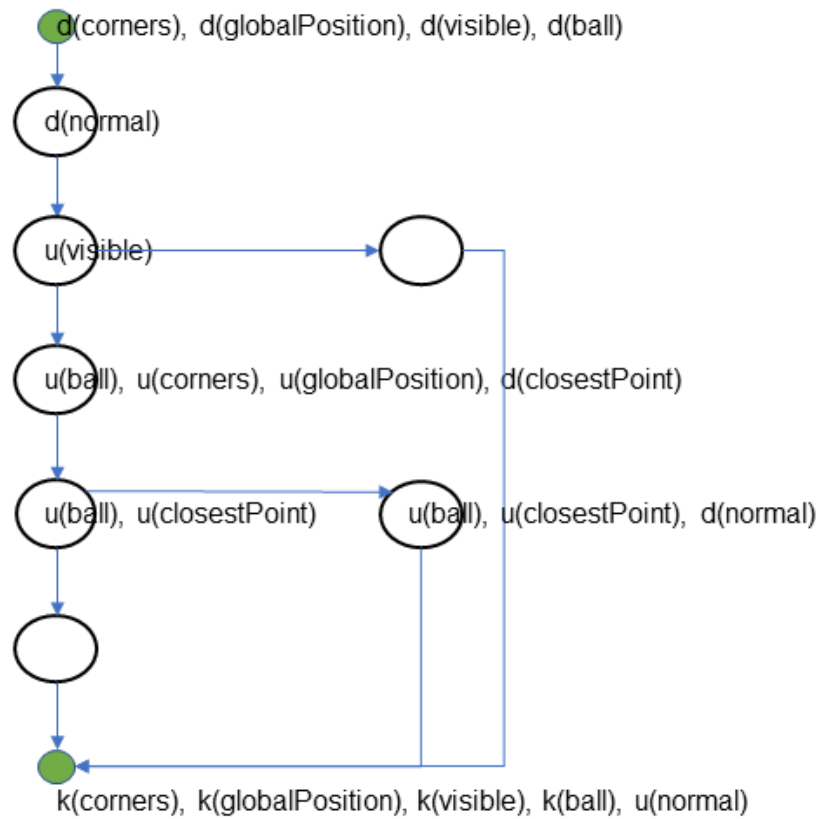 d(corners), d(globalPosition), d(visible), d(ball)
d(normal)
u(visible)
u(ball), u(corners), u(globalPosition), d(closestPoint)
u(ball), u(closestPoint)
u(ball), u(closestPoint), d(normal)
k(corners), k(globalPosition), k(visible), k(ball), u(normal)